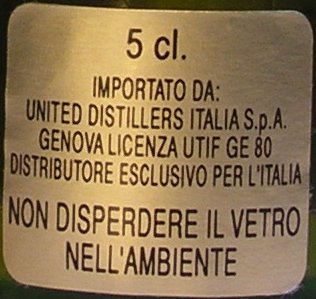 5 cl.
IMPORTATO DA:
UNITED DISTILLERS ITALIA S.p.A.
GENOVA LICENZA UTIF GE 80
DISTRIBUTORE ESCLUSIVO PER L'ITALIA
NON DISPERDERE IL VETRO
NELL'AMBIENTE